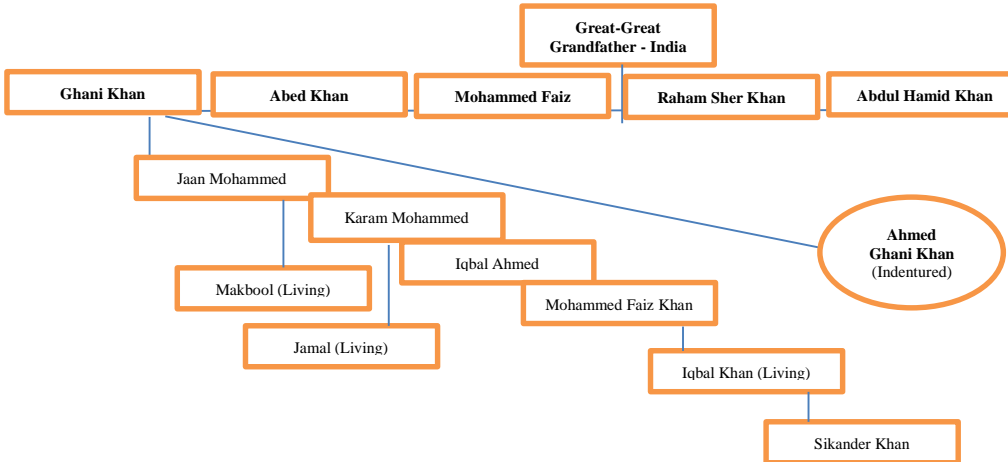 Great-Great
Grandfather - India
Ghani Khan
Abed Khan
Mohammed Faiz
Raham Sher Khan
Abdul Hamid Khan
Jaan Mohammed
Karam Mohammed
Iqbal Ahmed
Ahmed
Ghani Khan
(Indentured)
Makbool (Living)
Mohammed Faiz Khan
Jamal (Living)
Iqbal Khan (Living)
Sikander Khan